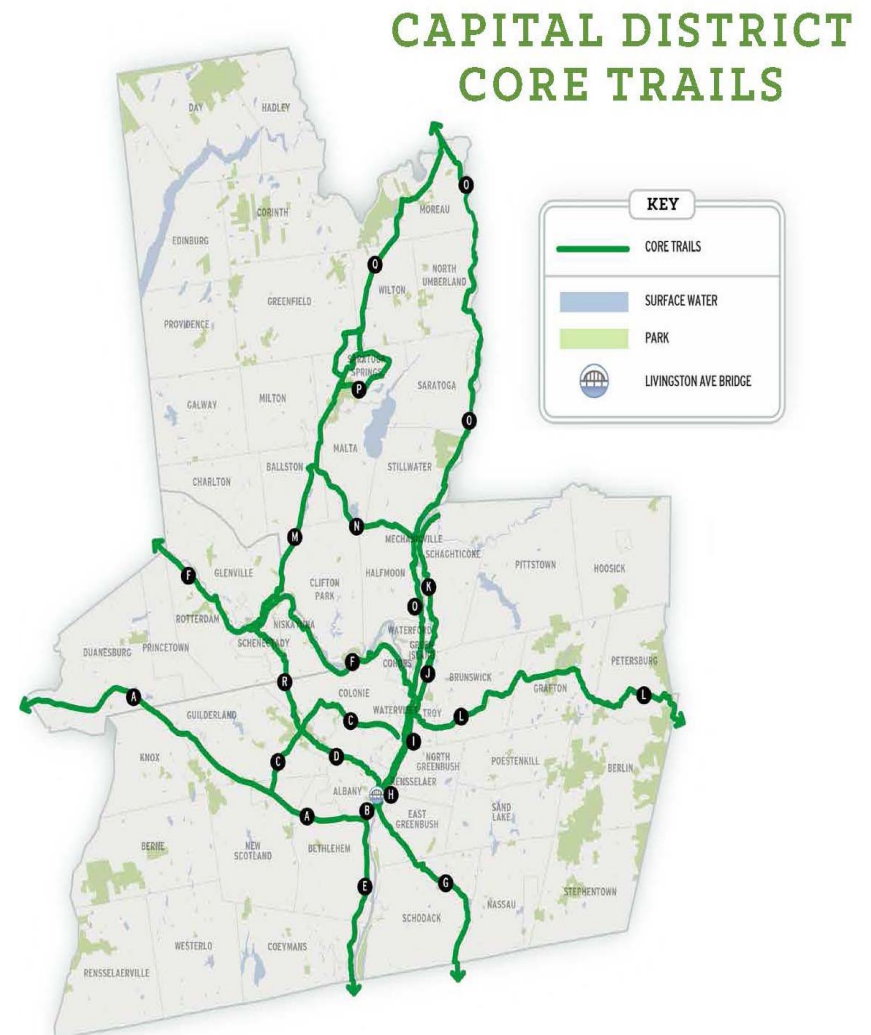 CAPITAL DISTRICT
CORE TRAILS
KEY
CORE TRAILS
SURFACE WATER
PARK
LIVINGSTON AVE BRIDGE
DAY
HADLEY
O
MOREAU
CORINTH
EDINBURG
O
NORTH
UMBERLAND
WILTON
GREENFIELD
PROVIDENCE
SARATOGA
SPRINGS
P
SARATOGA
MILTON
GALWAY
O
MALTA
BALLSTON
STILLWATER
CHARLTON
N
M
MECHANICVILLE
SCHAGHTICOKE
PITTSTOWN
HOOSICK
F
GLENVILLE
HALFMOON
CLIFTON
PARK
K
O
ROTTERDAM
NISKAYUNA
WATERFORD
SCHENECTADY
PRINCETOWN
DUANESBURG
GREEN
ISLAND
F
COHOES
PETERSBURG
J
BRUNSWICK
R
GRAFTON
A
COLONIE
L
WATERVLIET
TROY
L
GUILDERLAND
C
I
KNOX
D
C
NORTH
GREENBUSH
POESTENKILL
BERLIN
RENSSELAER
ALBANY
H
B
A
EAST
GREENBUSH
SAND
LAKE
BERNE
NEW
SCOTLAND
BETHLEHEM
E
G
STEPHENTOWN
NASSAU
SCHODACK
WESTERLO
COEYMANS
RENSSELAERVILLE